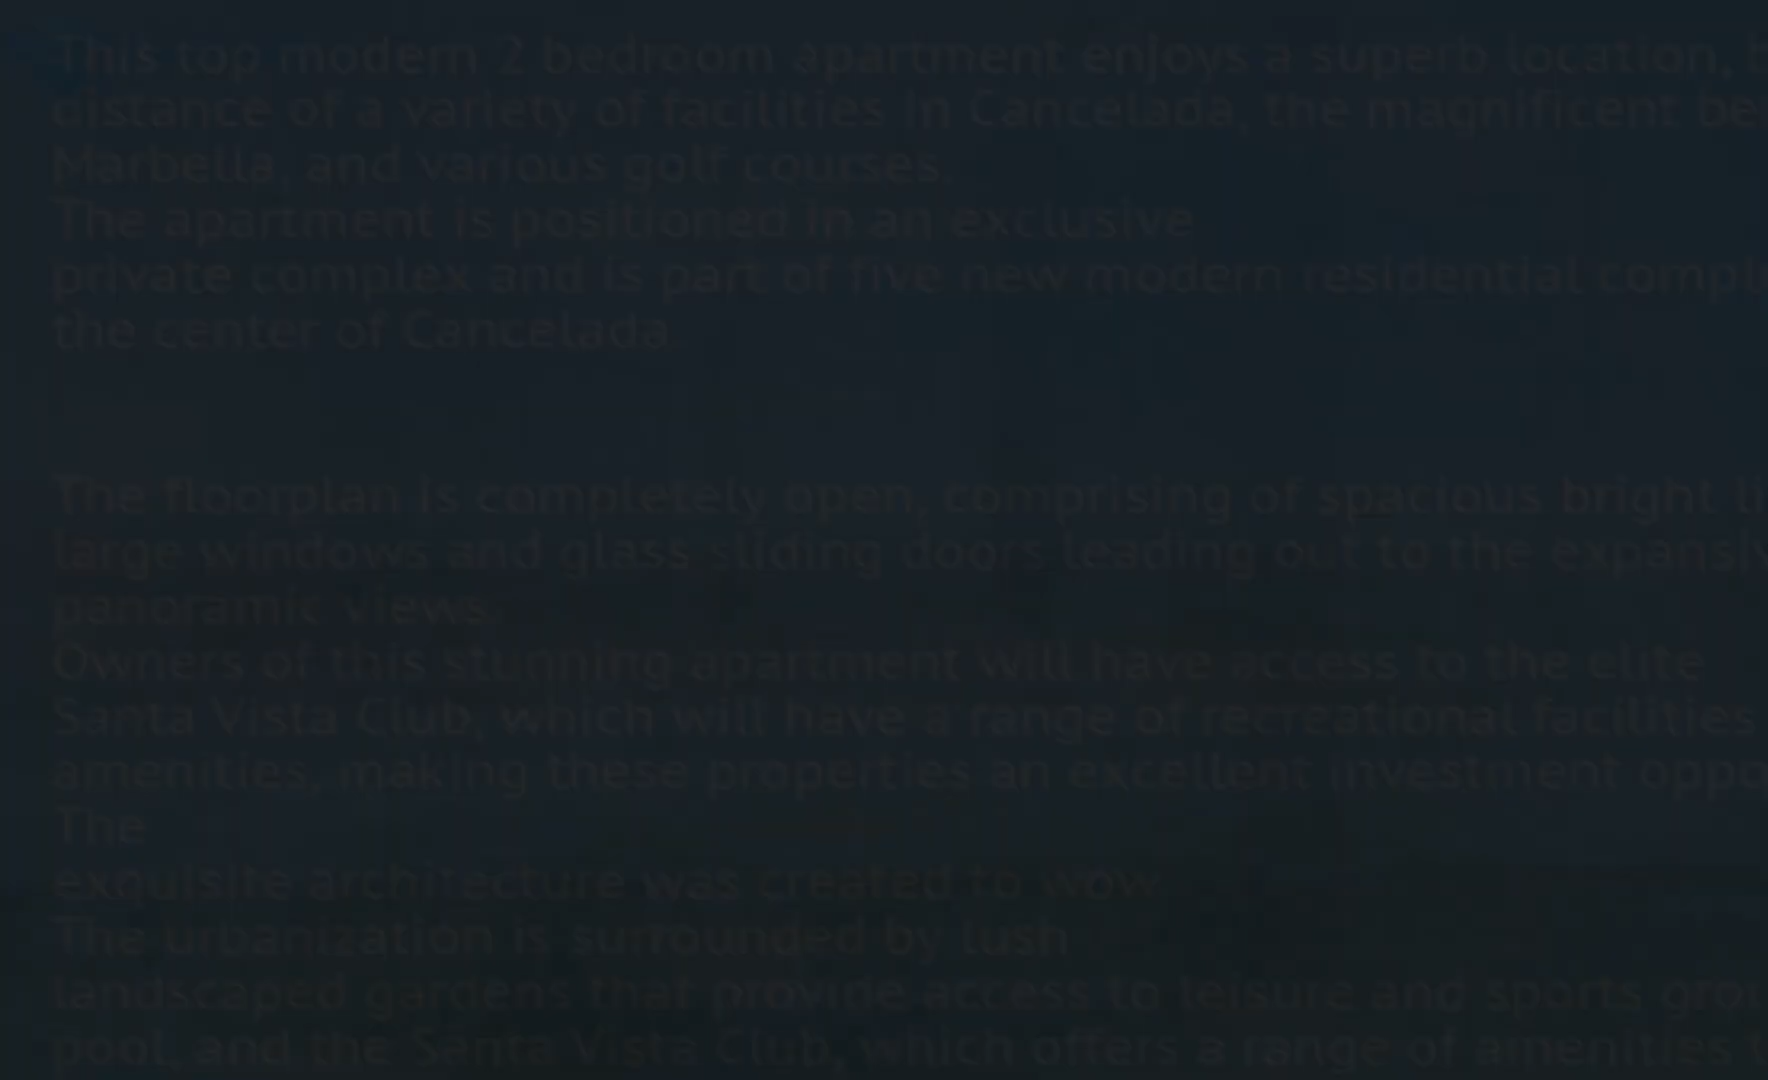 This top modern 2 bedroom apartment enjoys a superb location,
distance of a variety of facilities in Cancelada, the magnificent
Marbella, and various golf courses.
The apartment is positioned in an exclusive
private complex and is part of five new modern residential
the center of Cancelada.
The floorplan is completely open, comprising of spacious bright
large windows and glass sliding doors leading out to the
panoramic views.
Owners of this stunning apartment will have access to the elite
Santa Vista Club, which will have a range of recreational facilities
amenities, making these properties an excellent investment
The
exquisite architecture was created to wow
The urbanization is surrounded by lush
landscaped gardens that provide access to leisure and sports
pool, and the Santa Vista Club, which offers a range of amenities